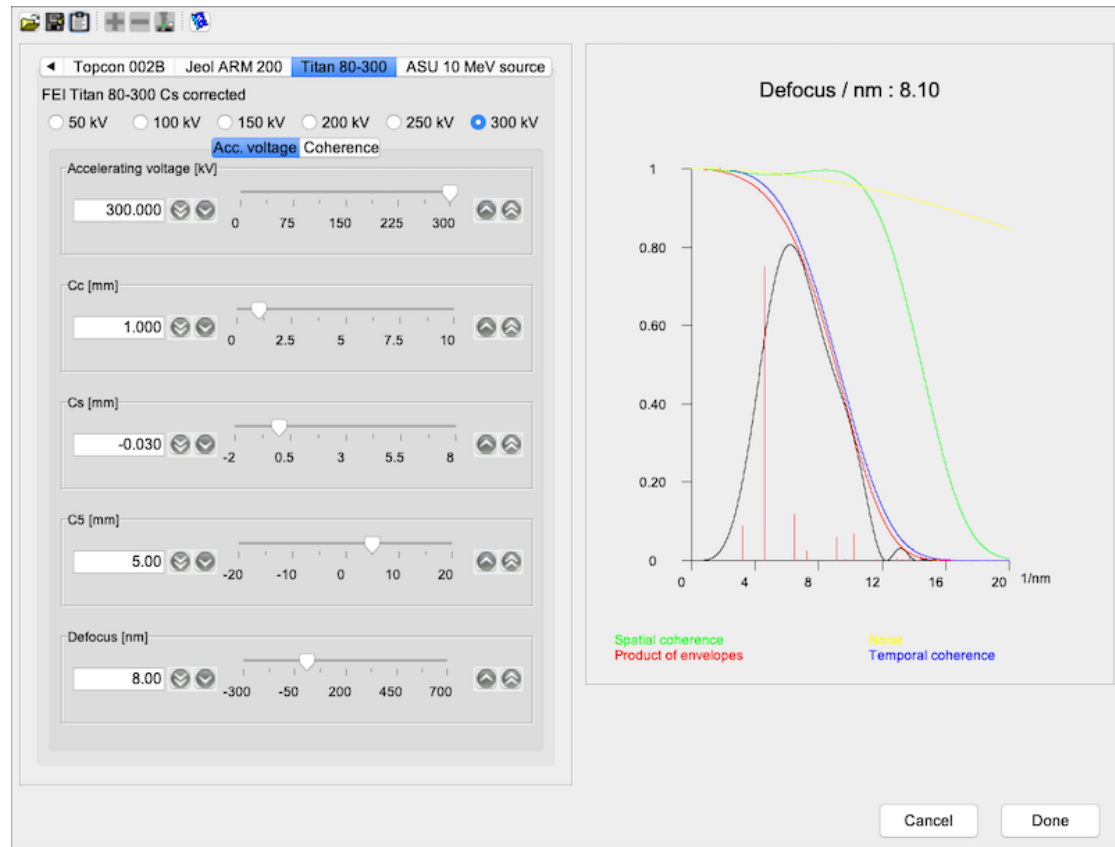 Topcon 002B Jeol ARM 200 Titan 80-300 ASU 10 MeV source
FEI Titan 80-300 Cs corrected
50 kV 100 kV 150 kV 200 kV 250 kV 300 kV
Acc. voltage Coherence
Accelerating voltage [kV]
300.000
0 75 150 225 300
Cc [mm]
1.000
0 2.5 5 7.5 10
Cs [mm]
-0.030
-2 0.5 3 5.5 8
C5 [mm]
5.00
-20 -10 0 10 20
Defocus [nm]
8.00
-300 -50 200 450 700
Defocus / nm : 8.10
1
0.80
0.60
0.40
0.20
0
0 4 8 12 16 20 1/nm
Spatial coherence Noise
Product of envelopes Temporal coherence
Cancel Done